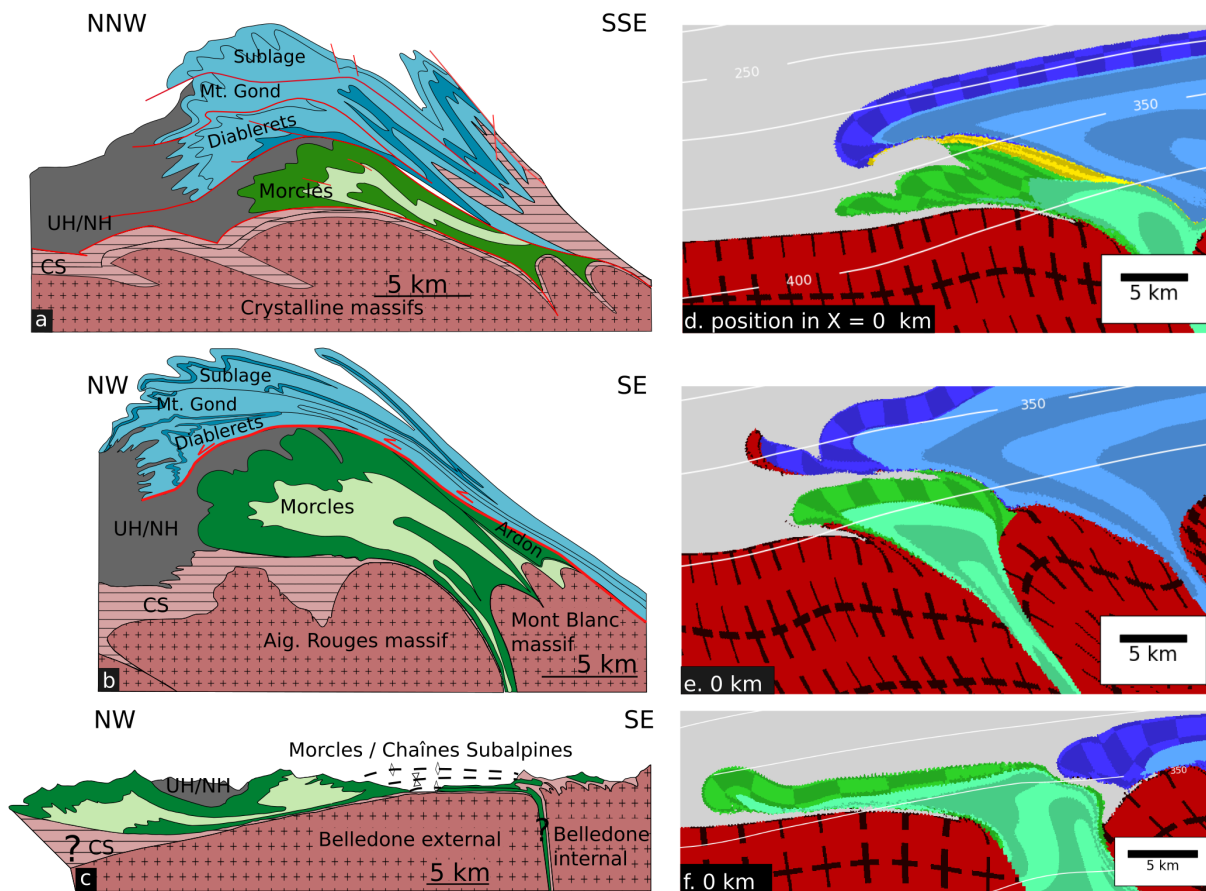 NNW
SSE
Sublage
Mt. Gond
Diablerets
Morcles
UH/NH
CS
5 km
Crystalline massifs
a
250
350
400
5 km
d. position in X = 0 km
NW
SE
Sublage
Mt. Gond
Diablerets
Morcles
UH/NH
Ardon
CS
Mont Blanc
massif
Aig. Rouges massif
5 km
b
350
5 km
e. 0 km
NW
SE
Morcles / Chaînes Subalpines
UH/NH
?
CS
?
Belledone external
Belledone
internal
5 km
c
350
5 km
f. 0 km